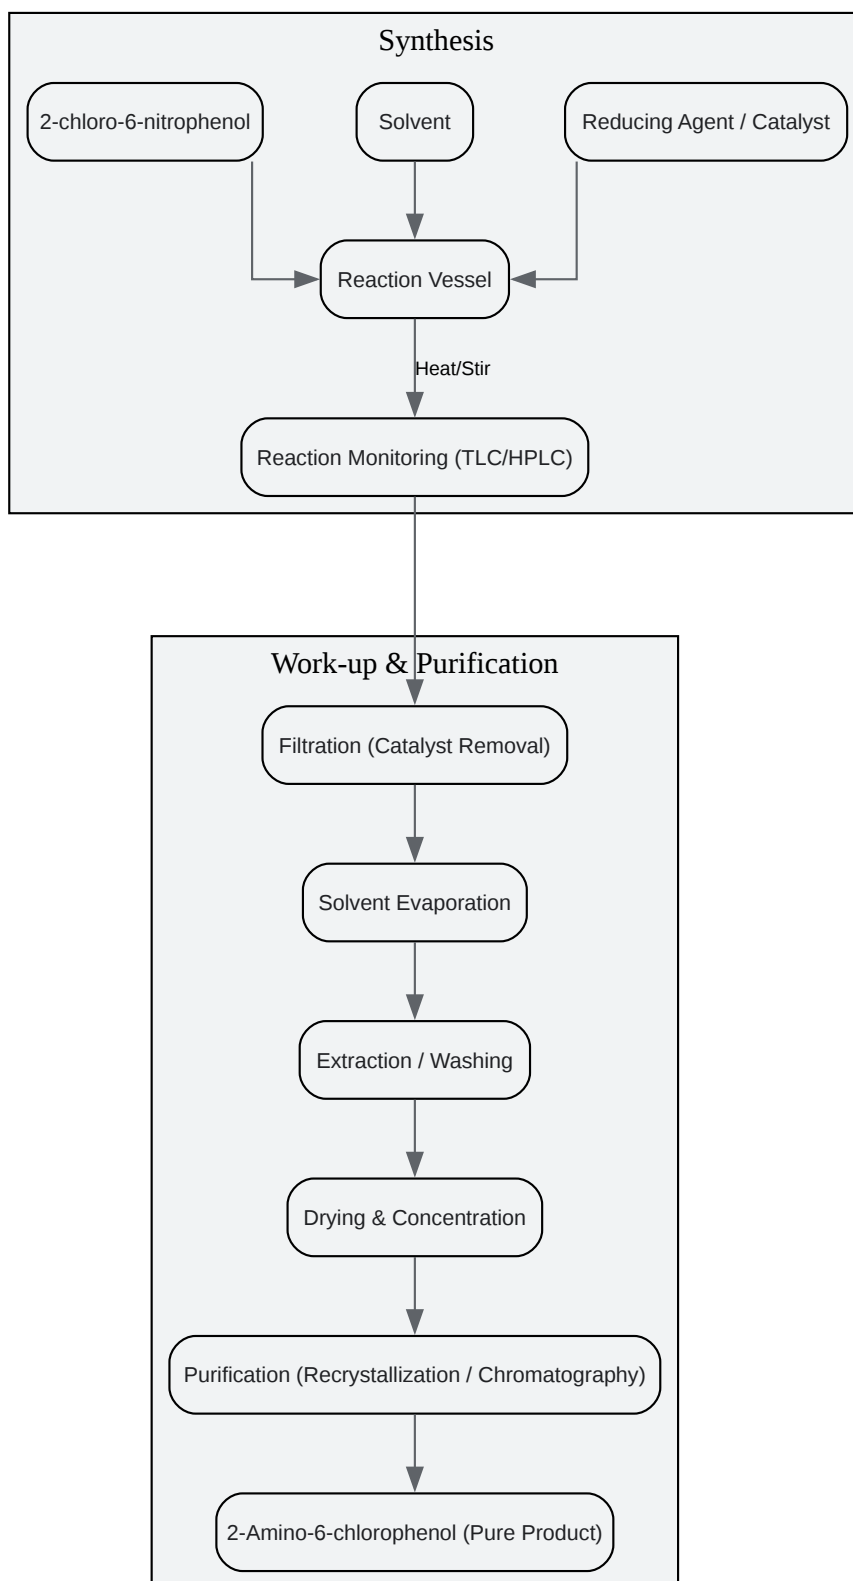 Synthesis
2-chloro-6-nitrophenol
Solvent
Reducing Agent / Catalyst
Reaction Vessel
Heat/Stir
Reaction Monitoring (TLC/HPLC)
Work-up & Purification
Filtration (Catalyst Removal)
Solvent Evaporation
Extraction / Washing
Drying & Concentration
Purification (Recrystallization / Chromatography)
2-Amino-6-chlorophenol (Pure Product)